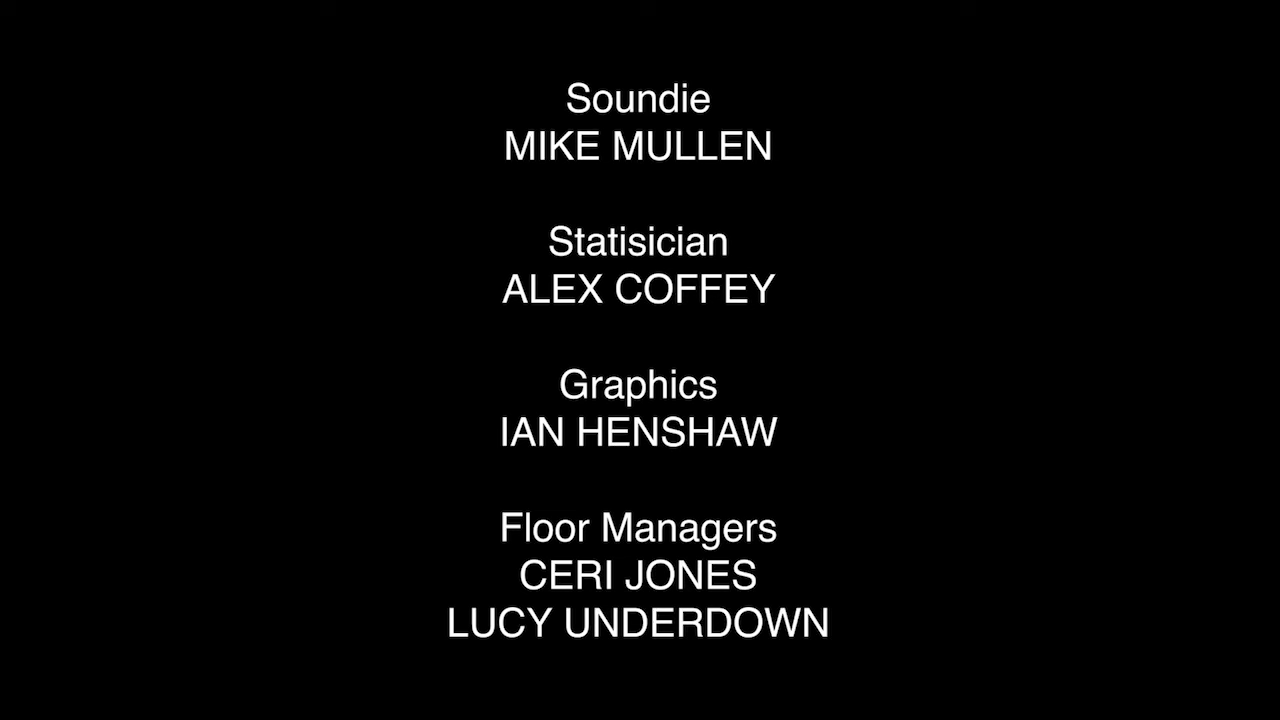 Soundie
MIKE MULLEN
Statisician
ALEX COFFEY
Graphics
IAN HENSHAW
Floor Managers
CERI JONES
LUCY UNDERDOWN